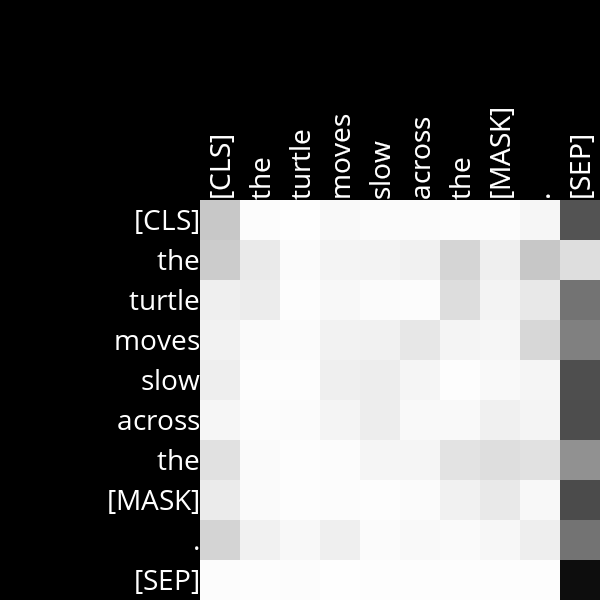 [CLS] the turtle moves slow across the [MASK] . [SEP]
[CLS]
the
turtle
moves
slow
across
the
[MASK]
.
[SEP]